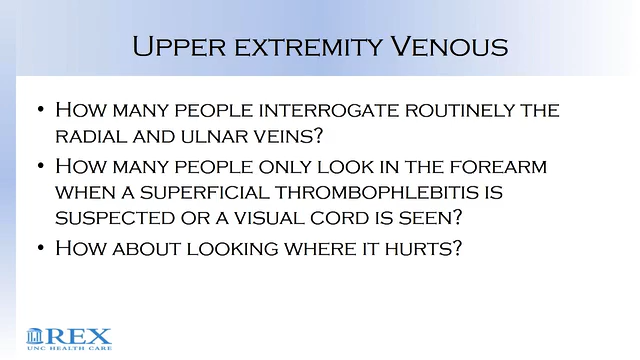 Upper extremity Venous
• How many people interrogate routinely the
radial and ulnar veins?
• How many people only look in the forearm
when a superficial thrombophlebitis is
suspected or a visual cord is seen?
• How about looking where it hurts?
REX
UNC HEALTH CARE